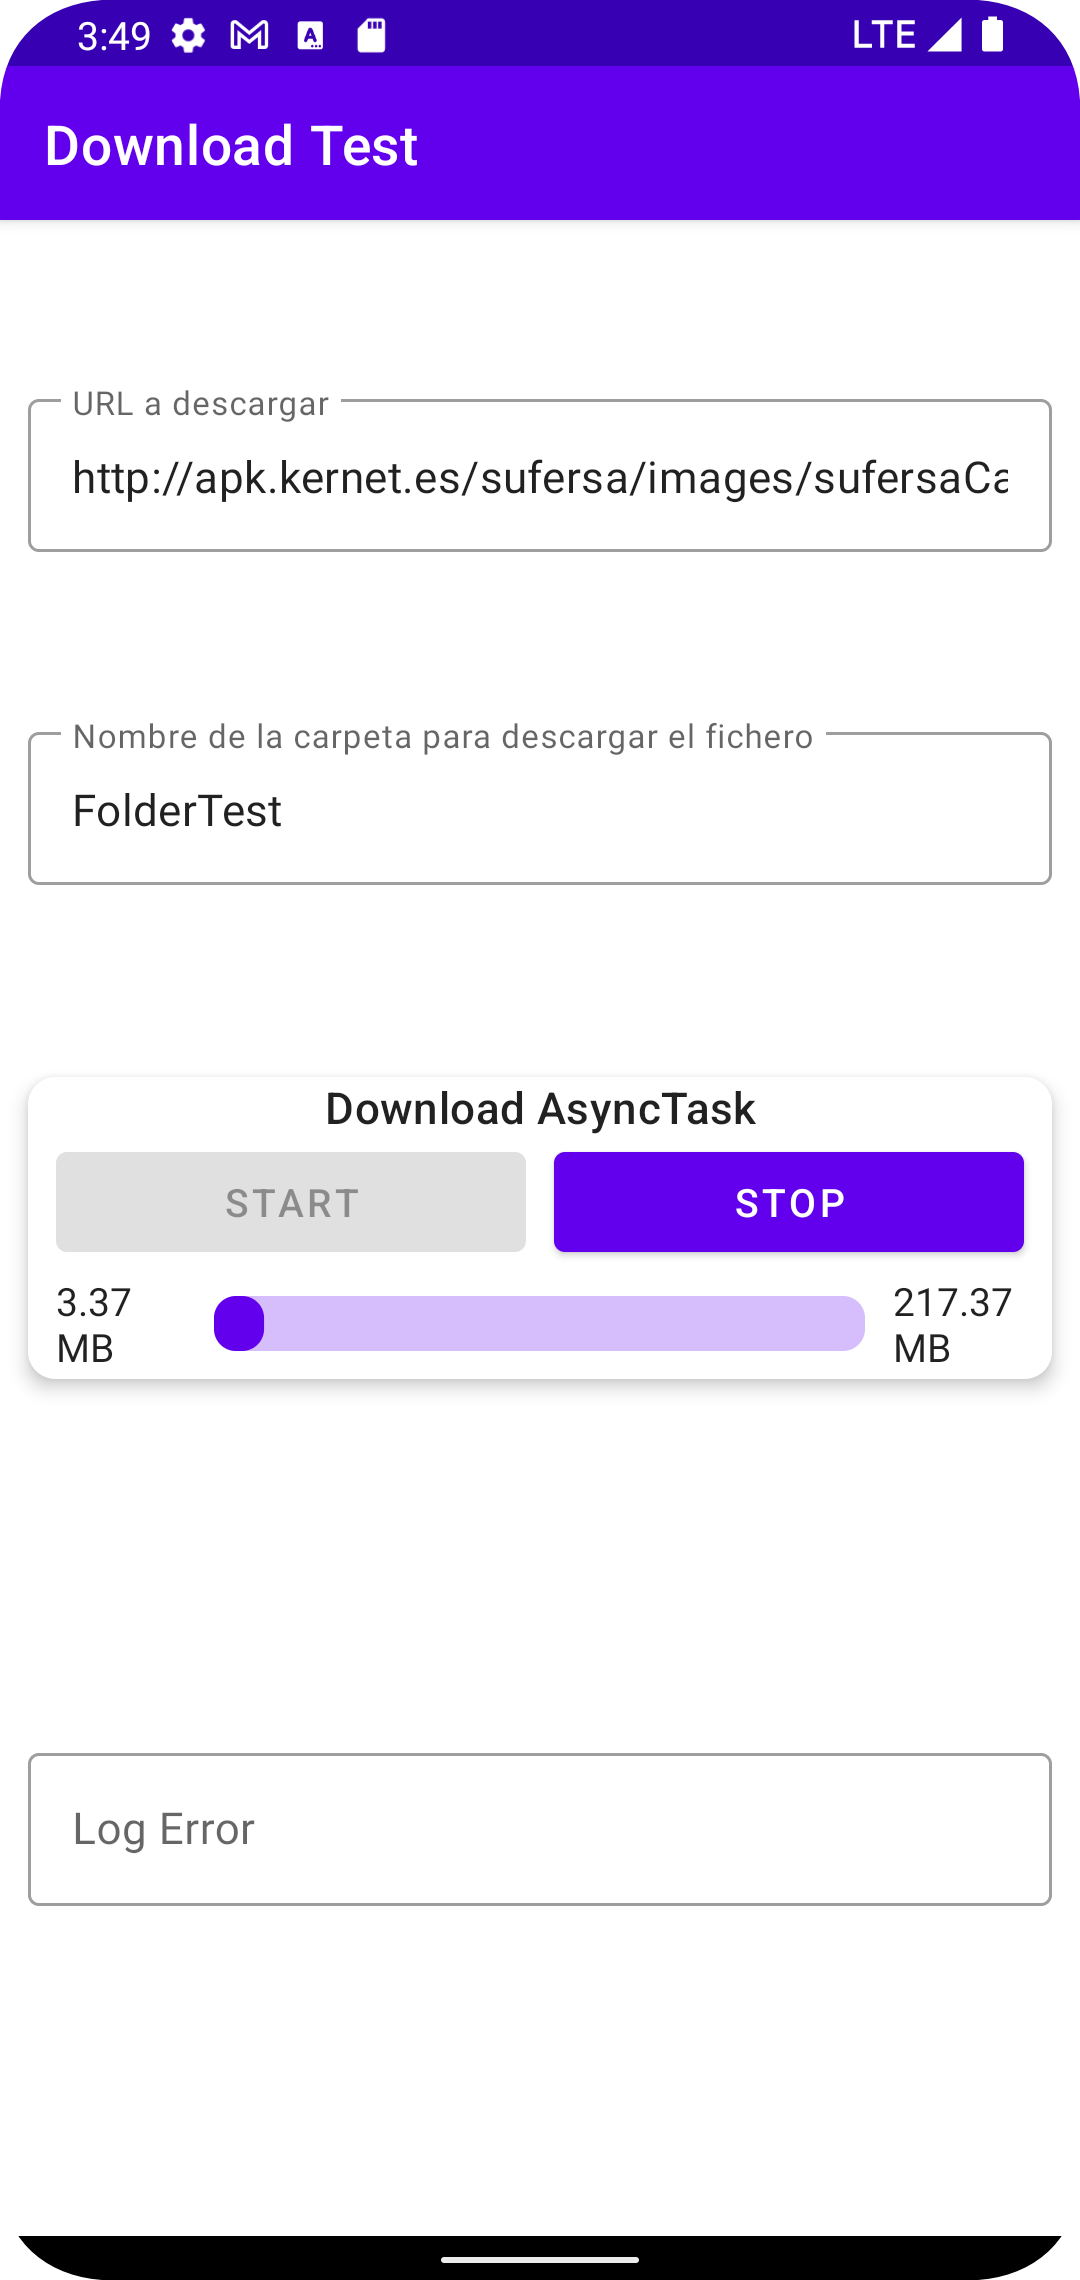 3:49 LTE
Download Test
URL a descargar
http://apk.kernet.es/sufersa/images/sufersaCa
Nombre de la carpeta para descargar el fichero
FolderTest
Download AsyncTask
START STOP
3.37 MB 217.37 MB
Log Error